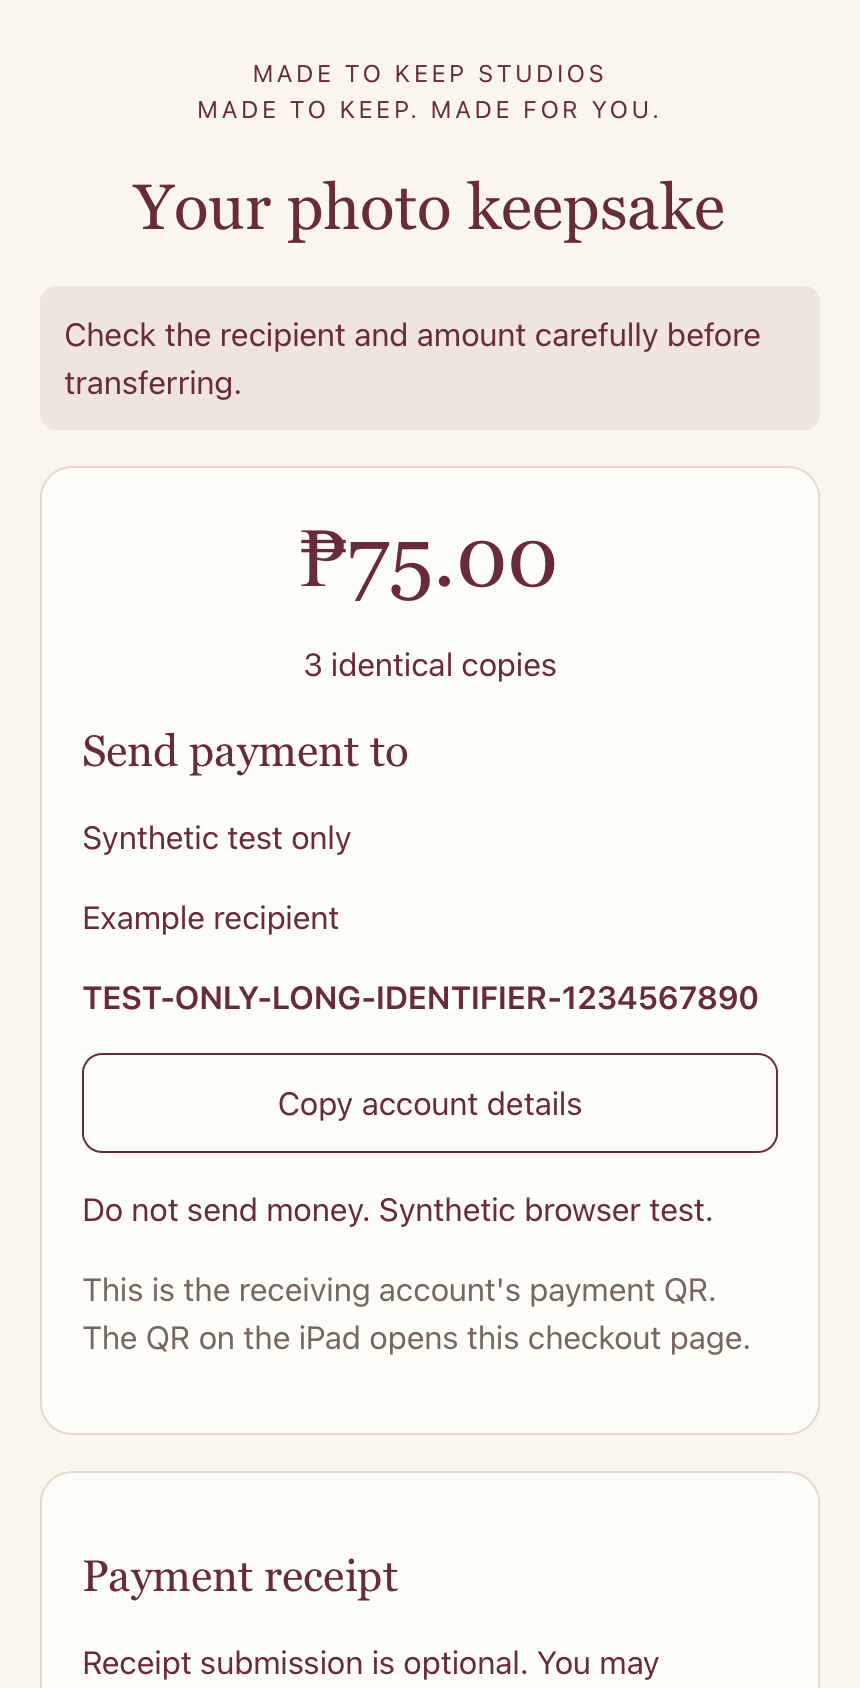 MADE TO KEEP STUDIOS
MADE TO KEEP. MADE FOR YOU.
Your photo keepsake
Check the recipient and amount carefully before
transferring.
₱75.00
3 identical copies
Send payment to
Synthetic test only
Example recipient
TEST-ONLY-LONG-IDENTIFIER-1234567890
Copy account details
Do not send money. Synthetic browser test.
This is the receiving account's payment QR.
The QR on the iPad opens this checkout page.
Payment receipt
Receipt submission is optional. You may